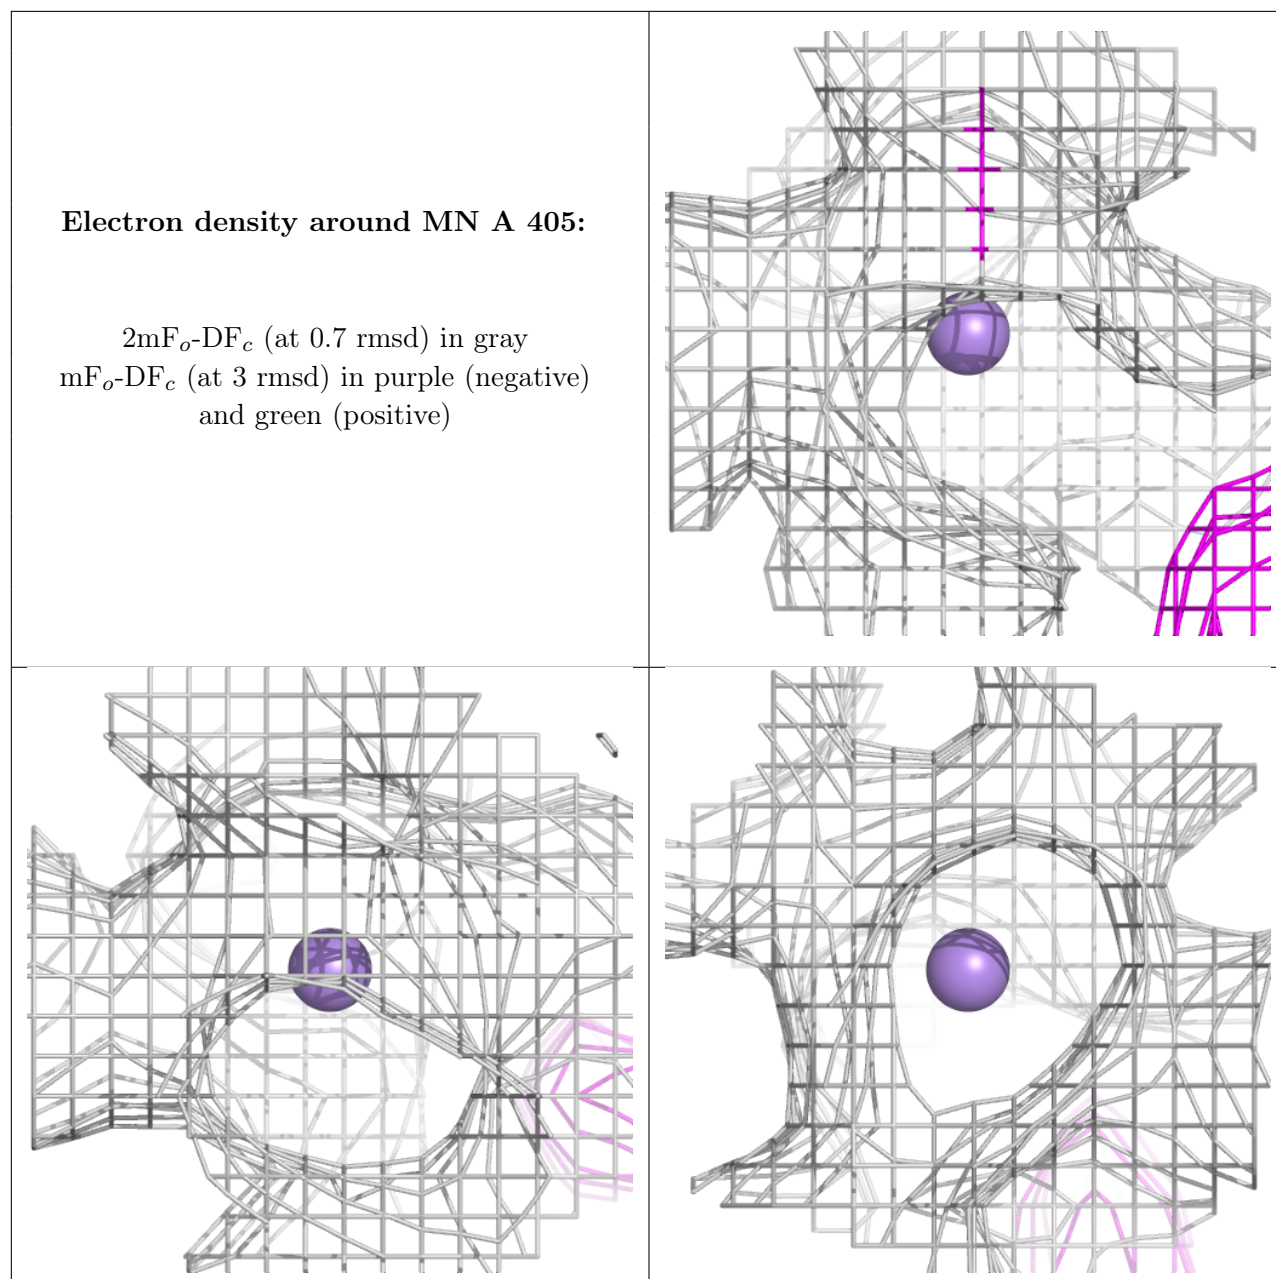 Electron density around MN A 405:
2mFo-DFc (at 0.7 rmsd) in gray
mFo-DFc (at 3 rmsd) in purple (negative)
and green (positive)